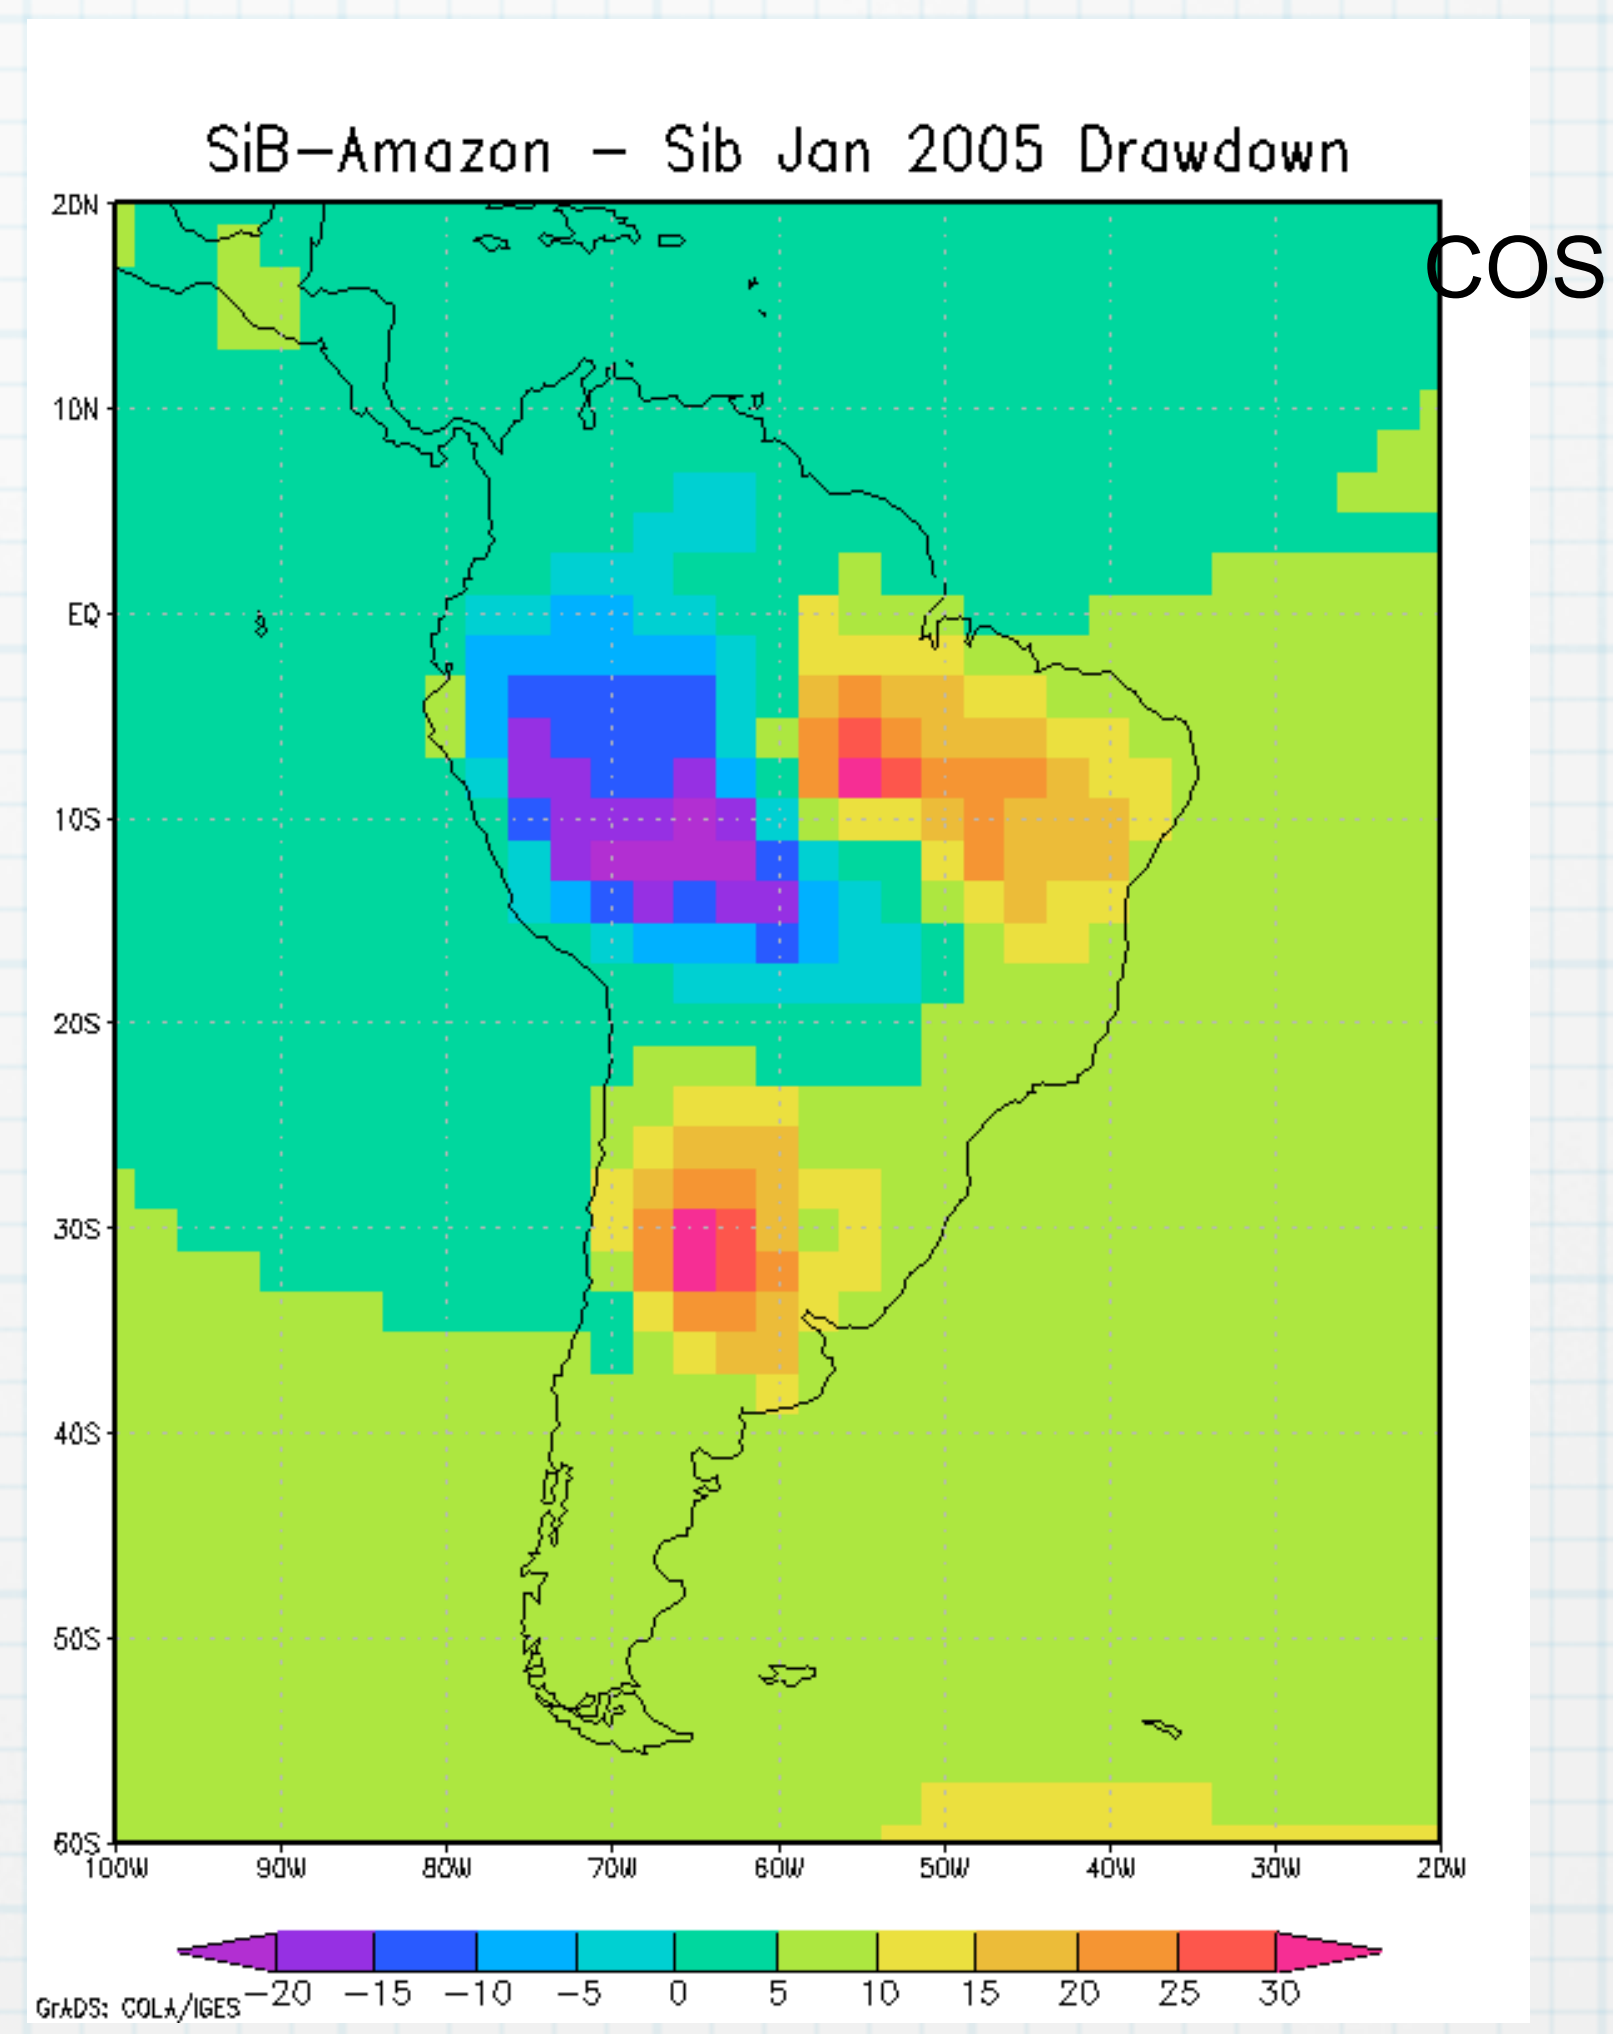 SiB-Amazon - Sib Jan 2005 Drawdown
COS
20N
10N
EQ
10S
20S
30S
40S
50S
60S
100W 90W 80W 70W 60W 50W 40W 30W 20W
-20 -15 -10 -5 0 5 10 15 20 25 30
GrADS: COLA/IGES